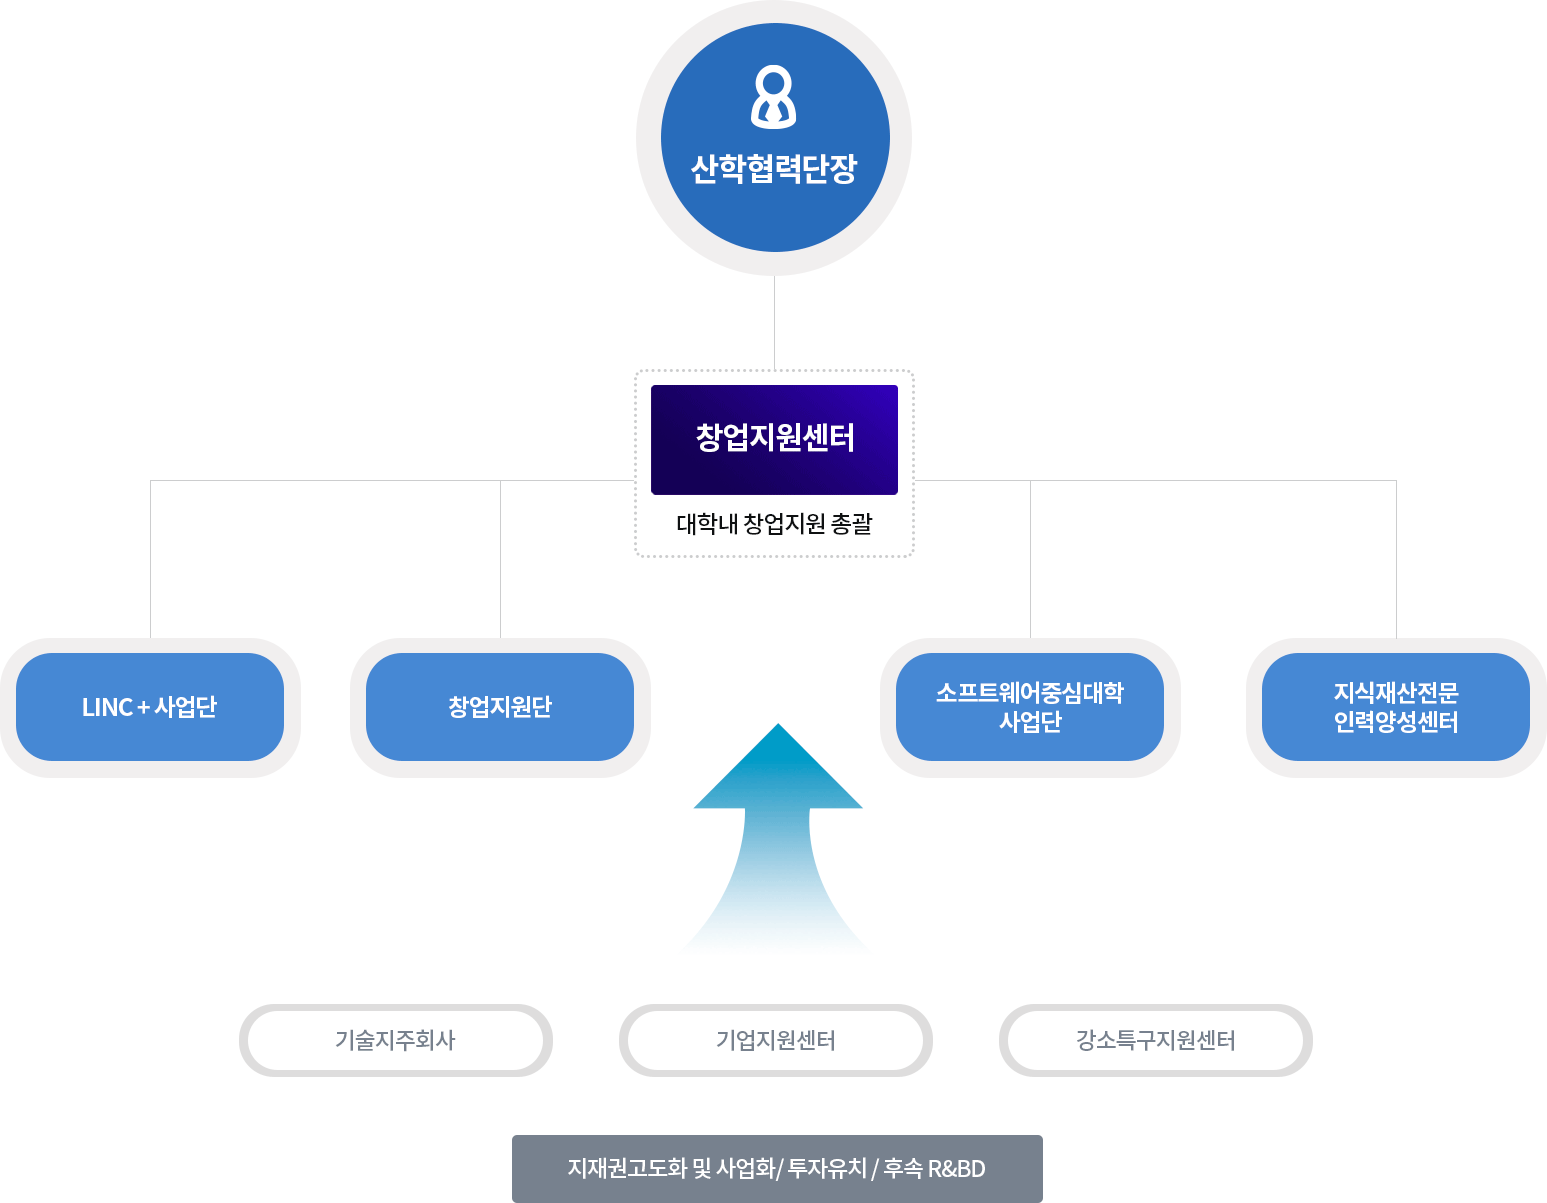 산학협력단장
창업지원센터
대학내 창업지원 총괄
LINC + 사업단
창업지원단
소프트웨어중심대학
사업단
지식재산전문
인력양성센터
기술지주회사
기업지원센터
강소특구지원센터
지재권고도화 및 사업화/ 투자유치 / 후속 R&BD